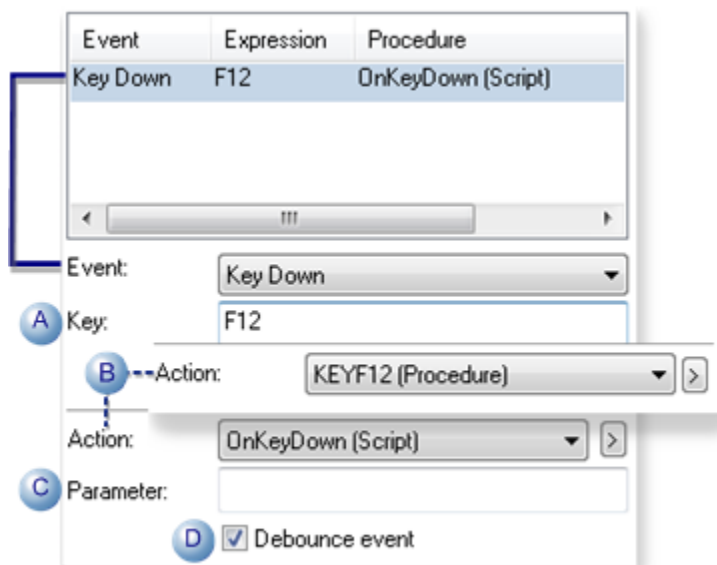 Event Expression Procedure
Key Down F12 OnKeyDown (Script)
Event: Key Down
A Key: F12
B Action: KEYF12 (Procedure) >
Action: OnKeyDown (Script) >
C Parameter:
D Debounce event